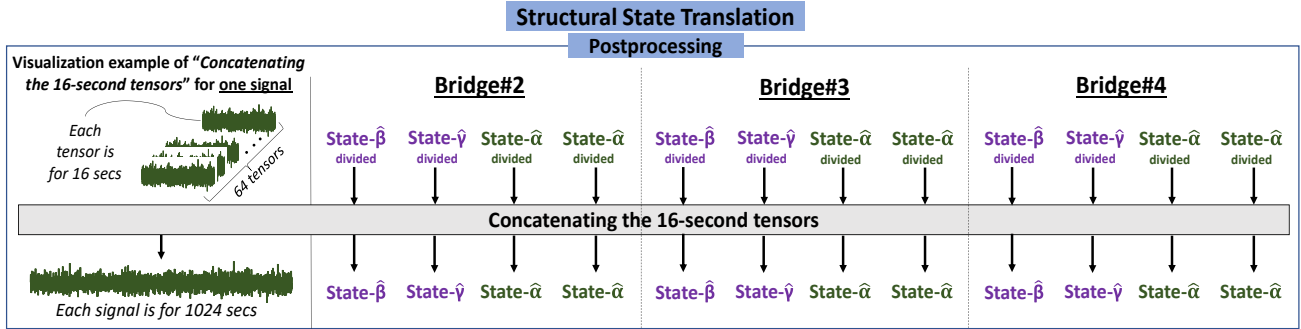 Structural State Translation
Postprocessing
Visualization example of "Concatenating
the 16-second tensors" for one signal
Each
tensor is
for 16 secs
64 tensors
Bridge#2
Bridge#3
Bridge#4
State-β̂ State-γ̂ State-α̂ State-α̂ State-β̂ State-γ̂ State-α̂ State-α̂ State-β̂ State-γ̂ State-α̂ State-α̂
divided divided divided divided divided divided divided divided divided divided divided divided
Concatenating the 16-second tensors
Each signal is for 1024 secs
State-β̂ State-γ̂ State-α̂ State-α̂ State-β̂ State-γ̂ State-α̂ State-α̂ State-β̂ State-γ̂ State-α̂ State-α̂